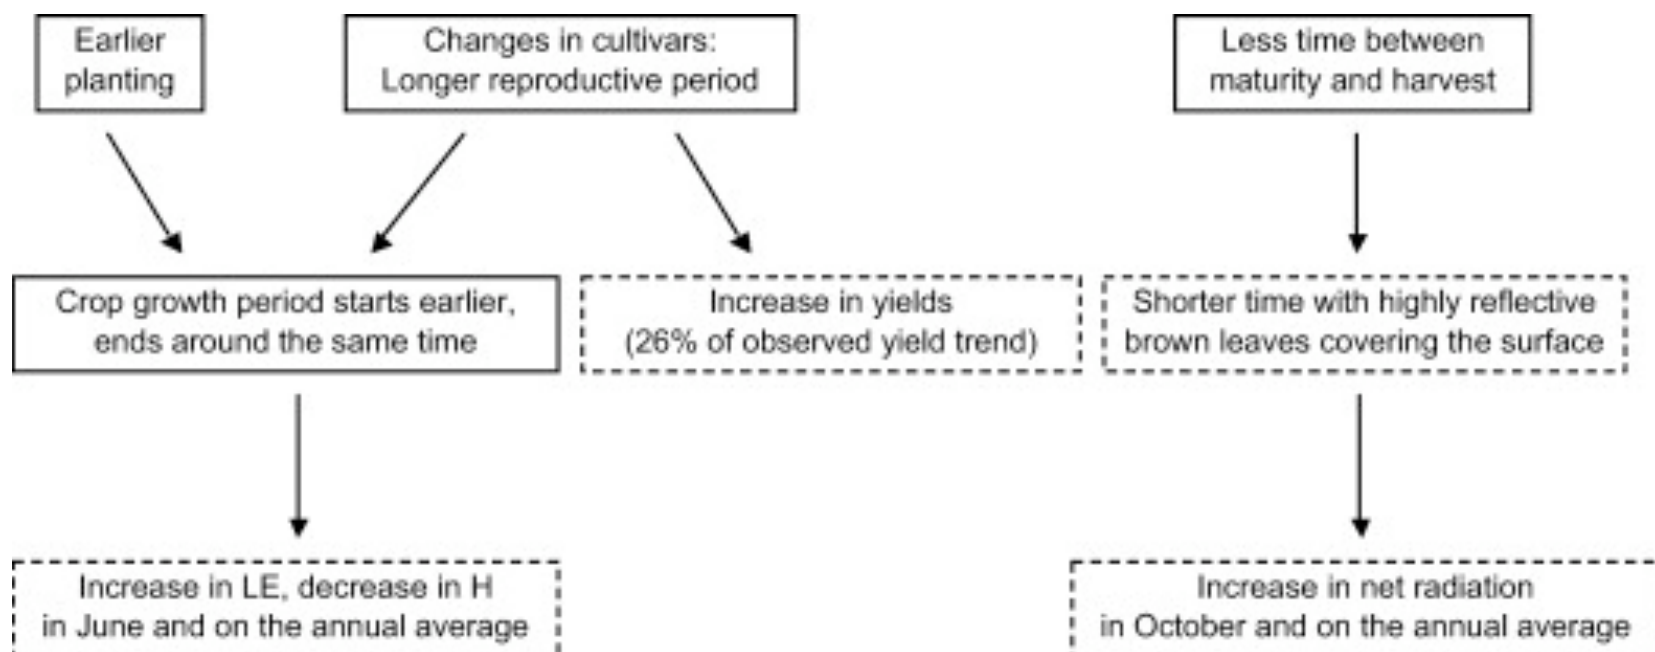 Earlier
planting
Changes in cultivars:
Longer reproductive period
Less time between
maturity and harvest
Crop growth period starts earlier,
ends around the same time
Increase in yields
(26% of observed yield trend)
Shorter time with highly reflective
brown leaves covering the surface
Increase in LE, decrease in H
in June and on the annual average
Increase in net radiation
in October and on the annual average